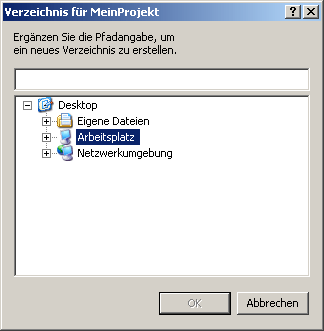 Verzeichnis für MeinProjekt
Ergänzen Sie die Pfadangabe, um
ein neues Verzeichnis zu erstellen.
Desktop
Eigene Dateien
Arbeitsplatz
Netzwerkumgebung
OK Abbrechen